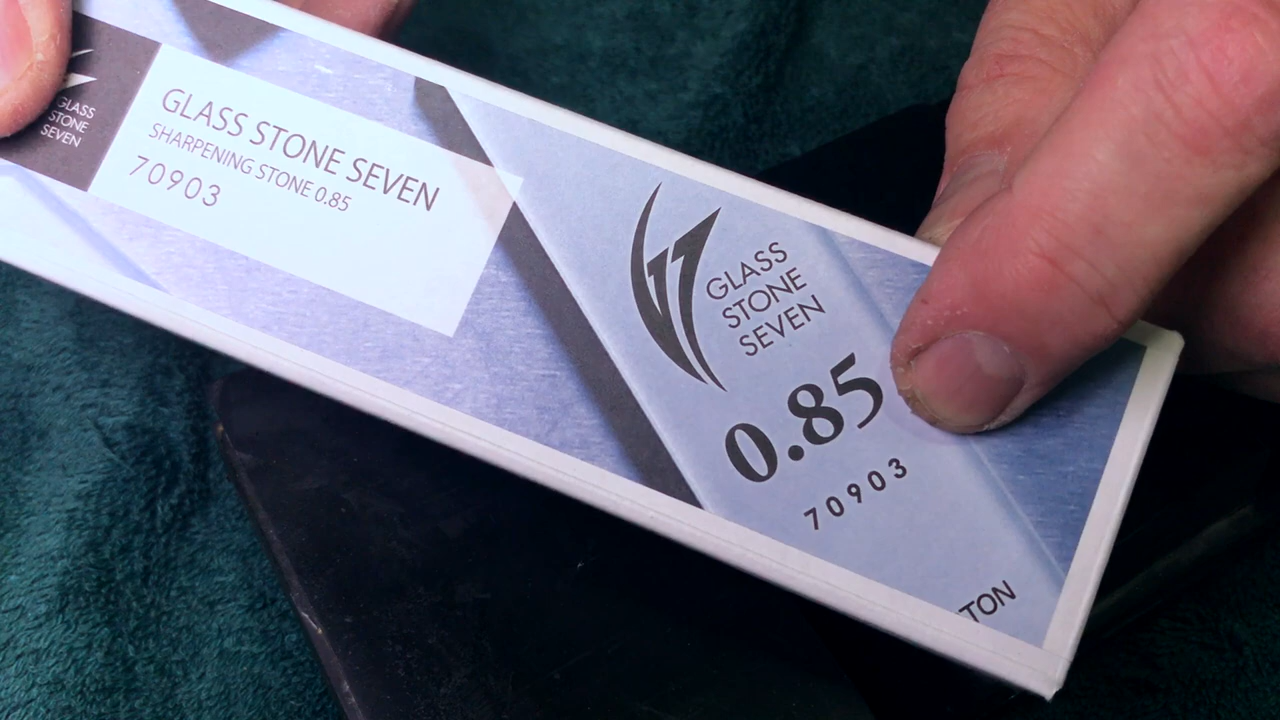 GLASS
STONE
SEVEN
GLASS STONE SEVEN
SHARPENING STONE 0.85
70903
GLASS
STONE
SEVEN
0.85
70903
TON